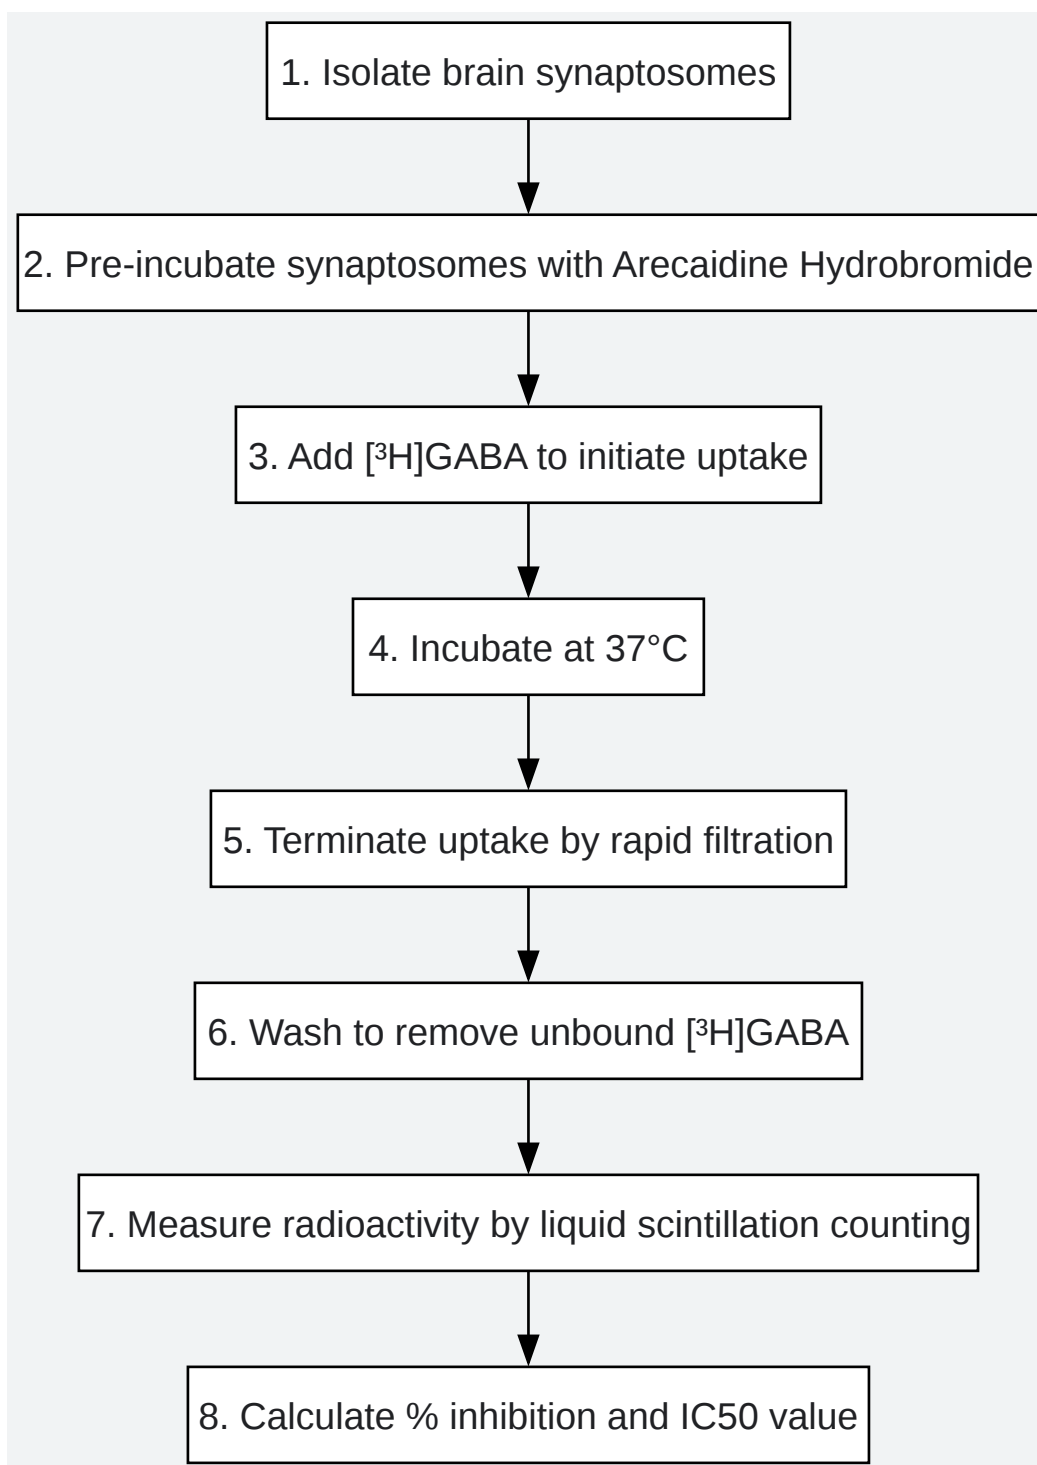 1. Isolate brain synaptosomes
2. Pre-incubate synaptosomes with Arecaidine Hydrobromide
3. Add [³H]GABA to initiate uptake
4. Incubate at 37°C
5. Terminate uptake by rapid filtration
6. Wash to remove unbound [³H]GABA
7. Measure radioactivity by liquid scintillation counting
8. Calculate % inhibition and IC50 value